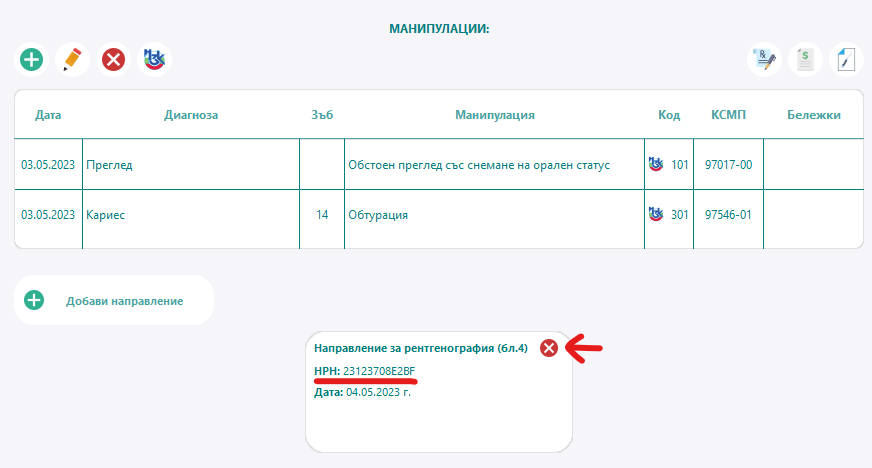 МАНИПУЛАЦИИ:
Дата Диагноза Зъб Манипулация Код КСМП Бележки
03.05.2023 Преглед Обстоен преглед със снемане на орален статус 101 97017-00
03.05.2023 Кариес 14 Обтурация 301 97546-01
Добави направление
Направление за рентгенография (бл.4)
НРН: 23123708E2BF
Дата: 04.05.2023 г.